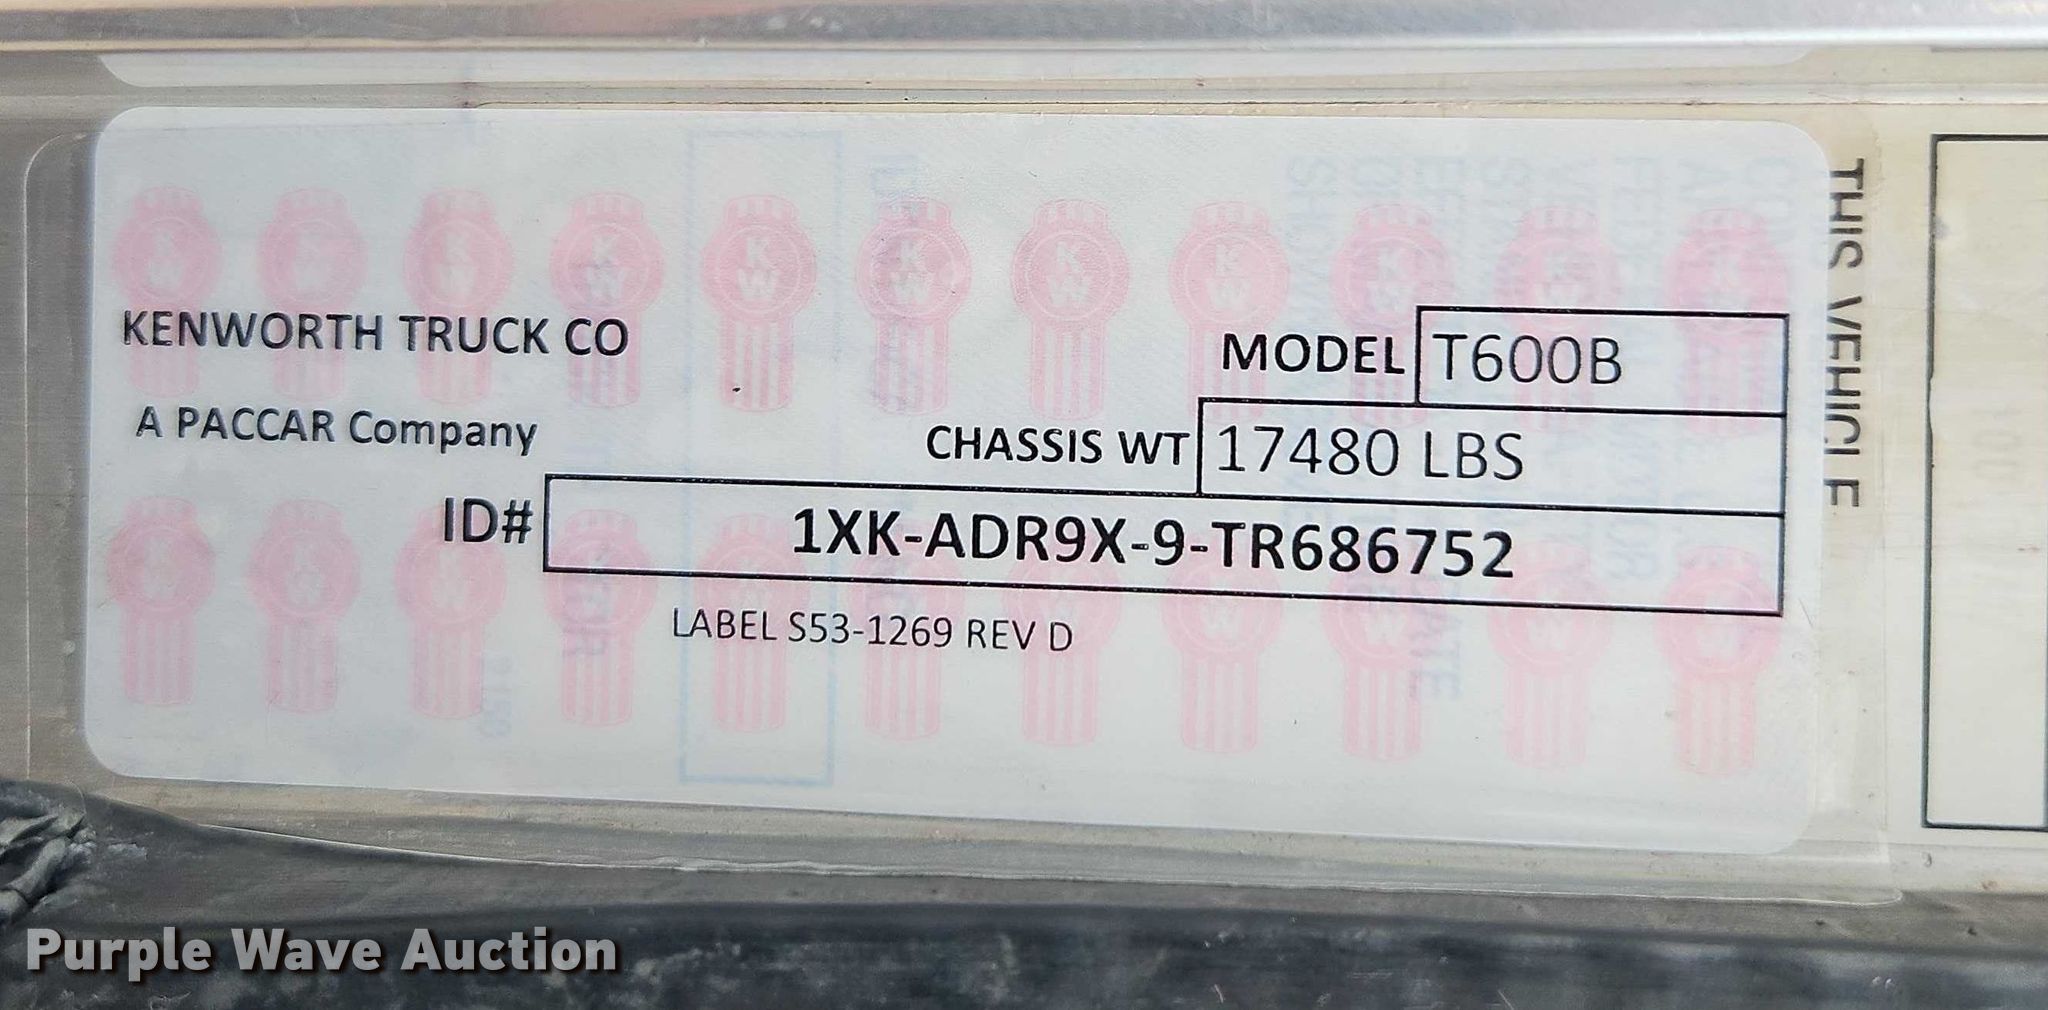 KENWORTH TRUCK CO
A PACCAR Company
MODEL T600B
CHASSIS WT 17480 LBS
ID# 1XK-ADR9X-9-TR686752
LABEL S53-1269 REV D
THIS VEHICLE
Purple Wave Auction